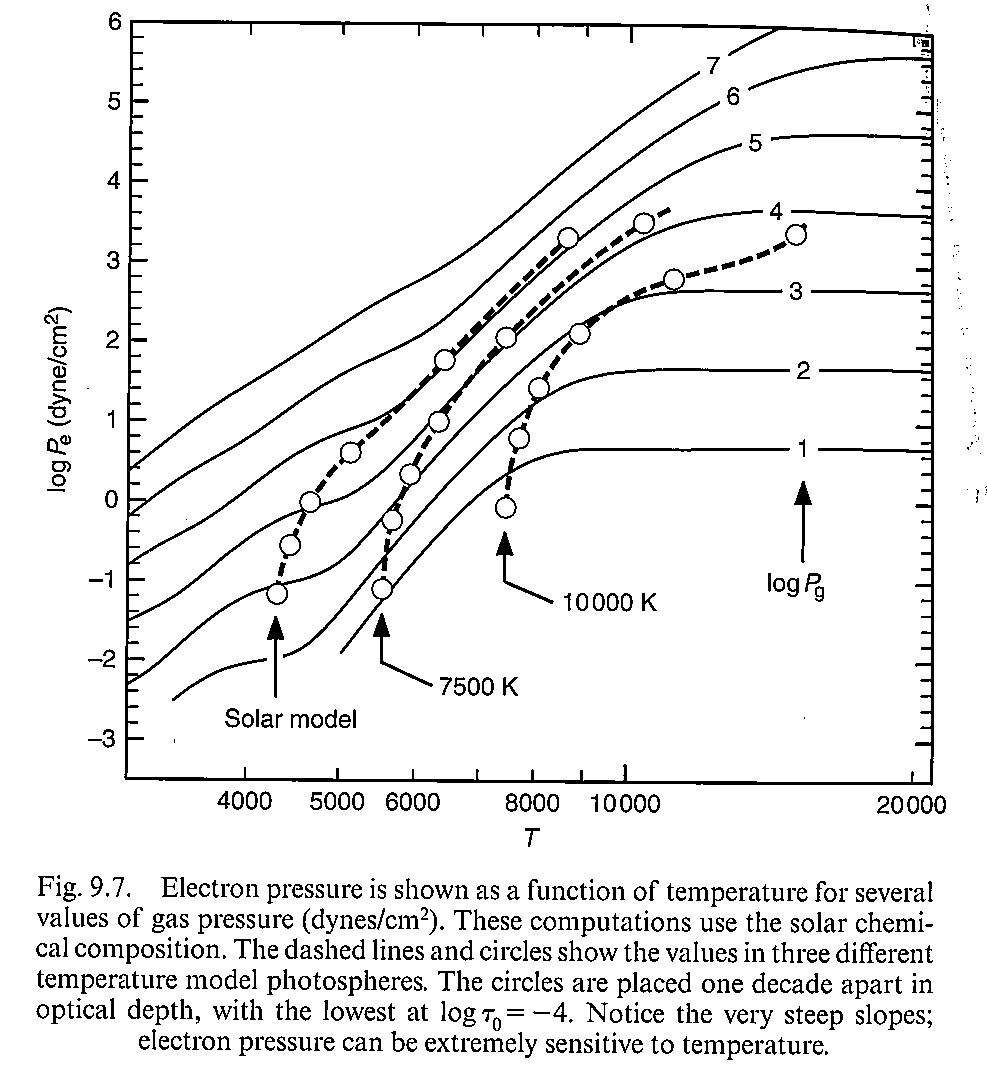 6
5
4
3
2
1
0
−1
−2
−3
log Pe (dyne/cm2)
7
6
5
4
3
2
1
log Pg
10000 K
7500 K
Solar model
4000 5000 6000 8000 10000 20000
T
Fig. 9.7. Electron pressure is shown as a function of temperature for several
values of gas pressure (dynes/cm2). These computations use the solar chemi-
cal composition. The dashed lines and circles show the values in three different
temperature model photospheres. The circles are placed one decade apart in
optical depth, with the lowest at log τ0 = −4. Notice the very steep slopes;
electron pressure can be extremely sensitive to temperature.